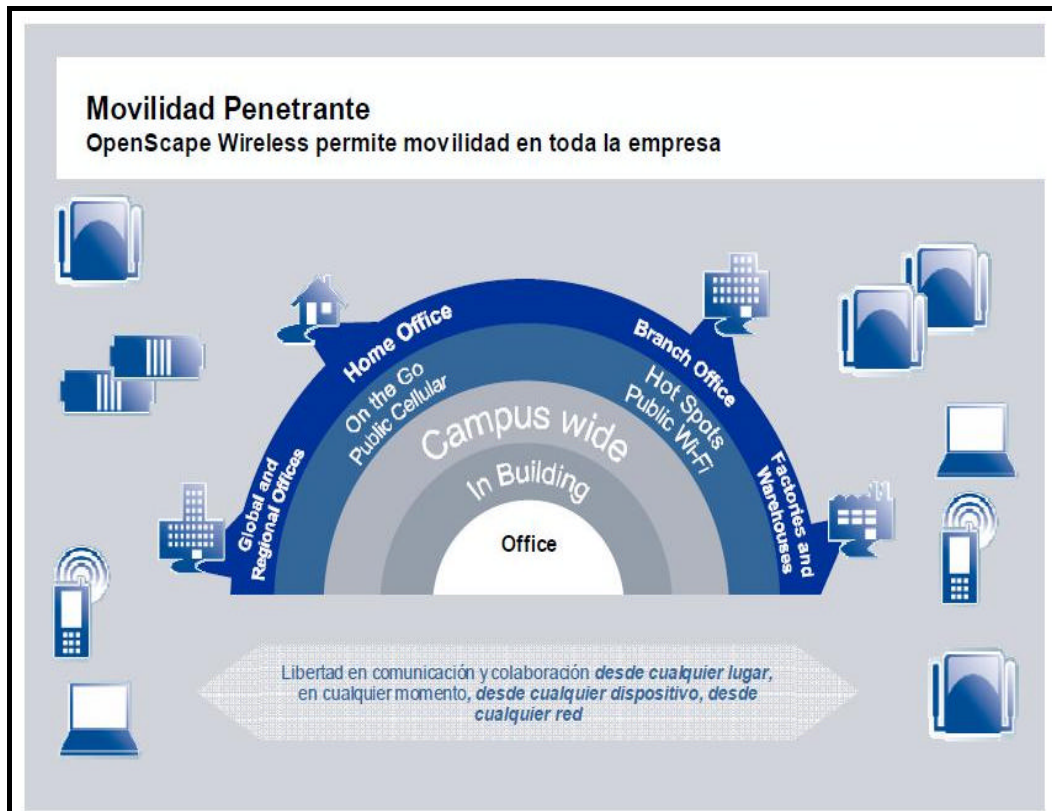 Movilidad Penetrante
OpenScape Wireless permite movilidad en toda la empresa
Home Office
Branch Office
On the Go
Public Cellular
Hot Spots
Public Wi-Fi
Campus wide
In Building
Global and
Regional Offices
Factories and
Warehouses
Office
Libertad en comunicación y colaboración desde cualquier lugar,
en cualquier momento, desde cualquier dispositivo, desde
cualquier red